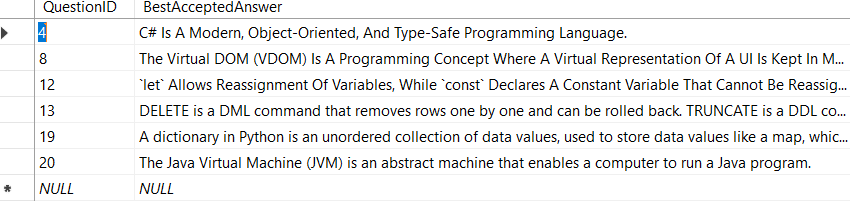 QuestionID BestAcceptedAnswer
4 C# Is A Modern, Object-Oriented, And Type-Safe Programming Language.
8 The Virtual DOM (VDOM) Is A Programming Concept Where A Virtual Representation Of A UI Is Kept In M...
12 `let` Allows Reassignment Of Variables, While `const` Declares A Constant Variable That Cannot Be Reassig...
13 DELETE is a DML command that removes rows one by one and can be rolled back. TRUNCATE is a DDL co...
19 A dictionary in Python is an unordered collection of data values, used to store data values like a map, whic...
20 The Java Virtual Machine (JVM) is an abstract machine that enables a computer to run a Java program.
NULL NULL